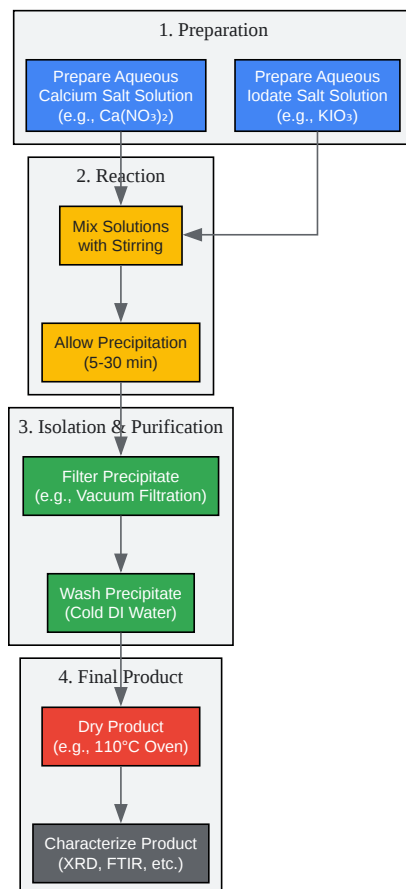 1. Preparation
Prepare Aqueous
Calcium Salt Solution
(e.g., Ca(NO₃)₂)
Prepare Aqueous
Iodate Salt Solution
(e.g., KIO₃)
2. Reaction
Mix Solutions
with Stirring
Allow Precipitation
(5-30 min)
3. Isolation & Purification
Filter Precipitate
(e.g., Vacuum Filtration)
Wash Precipitate
(Cold DI Water)
4. Final Product
Dry Product
(e.g., 110°C Oven)
Characterize Product
(XRD, FTIR, etc.)